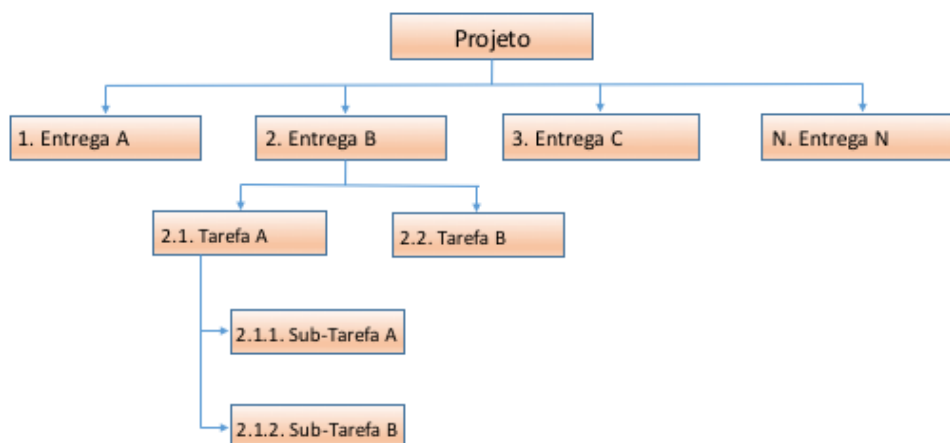 Projeto
1. Entrega A
2. Entrega B
3. Entrega C
N. Entrega N
2.1. Tarefa A
2.2. Tarefa B
2.1.1. Sub-Tarefa A
2.1.2. Sub-Tarefa B